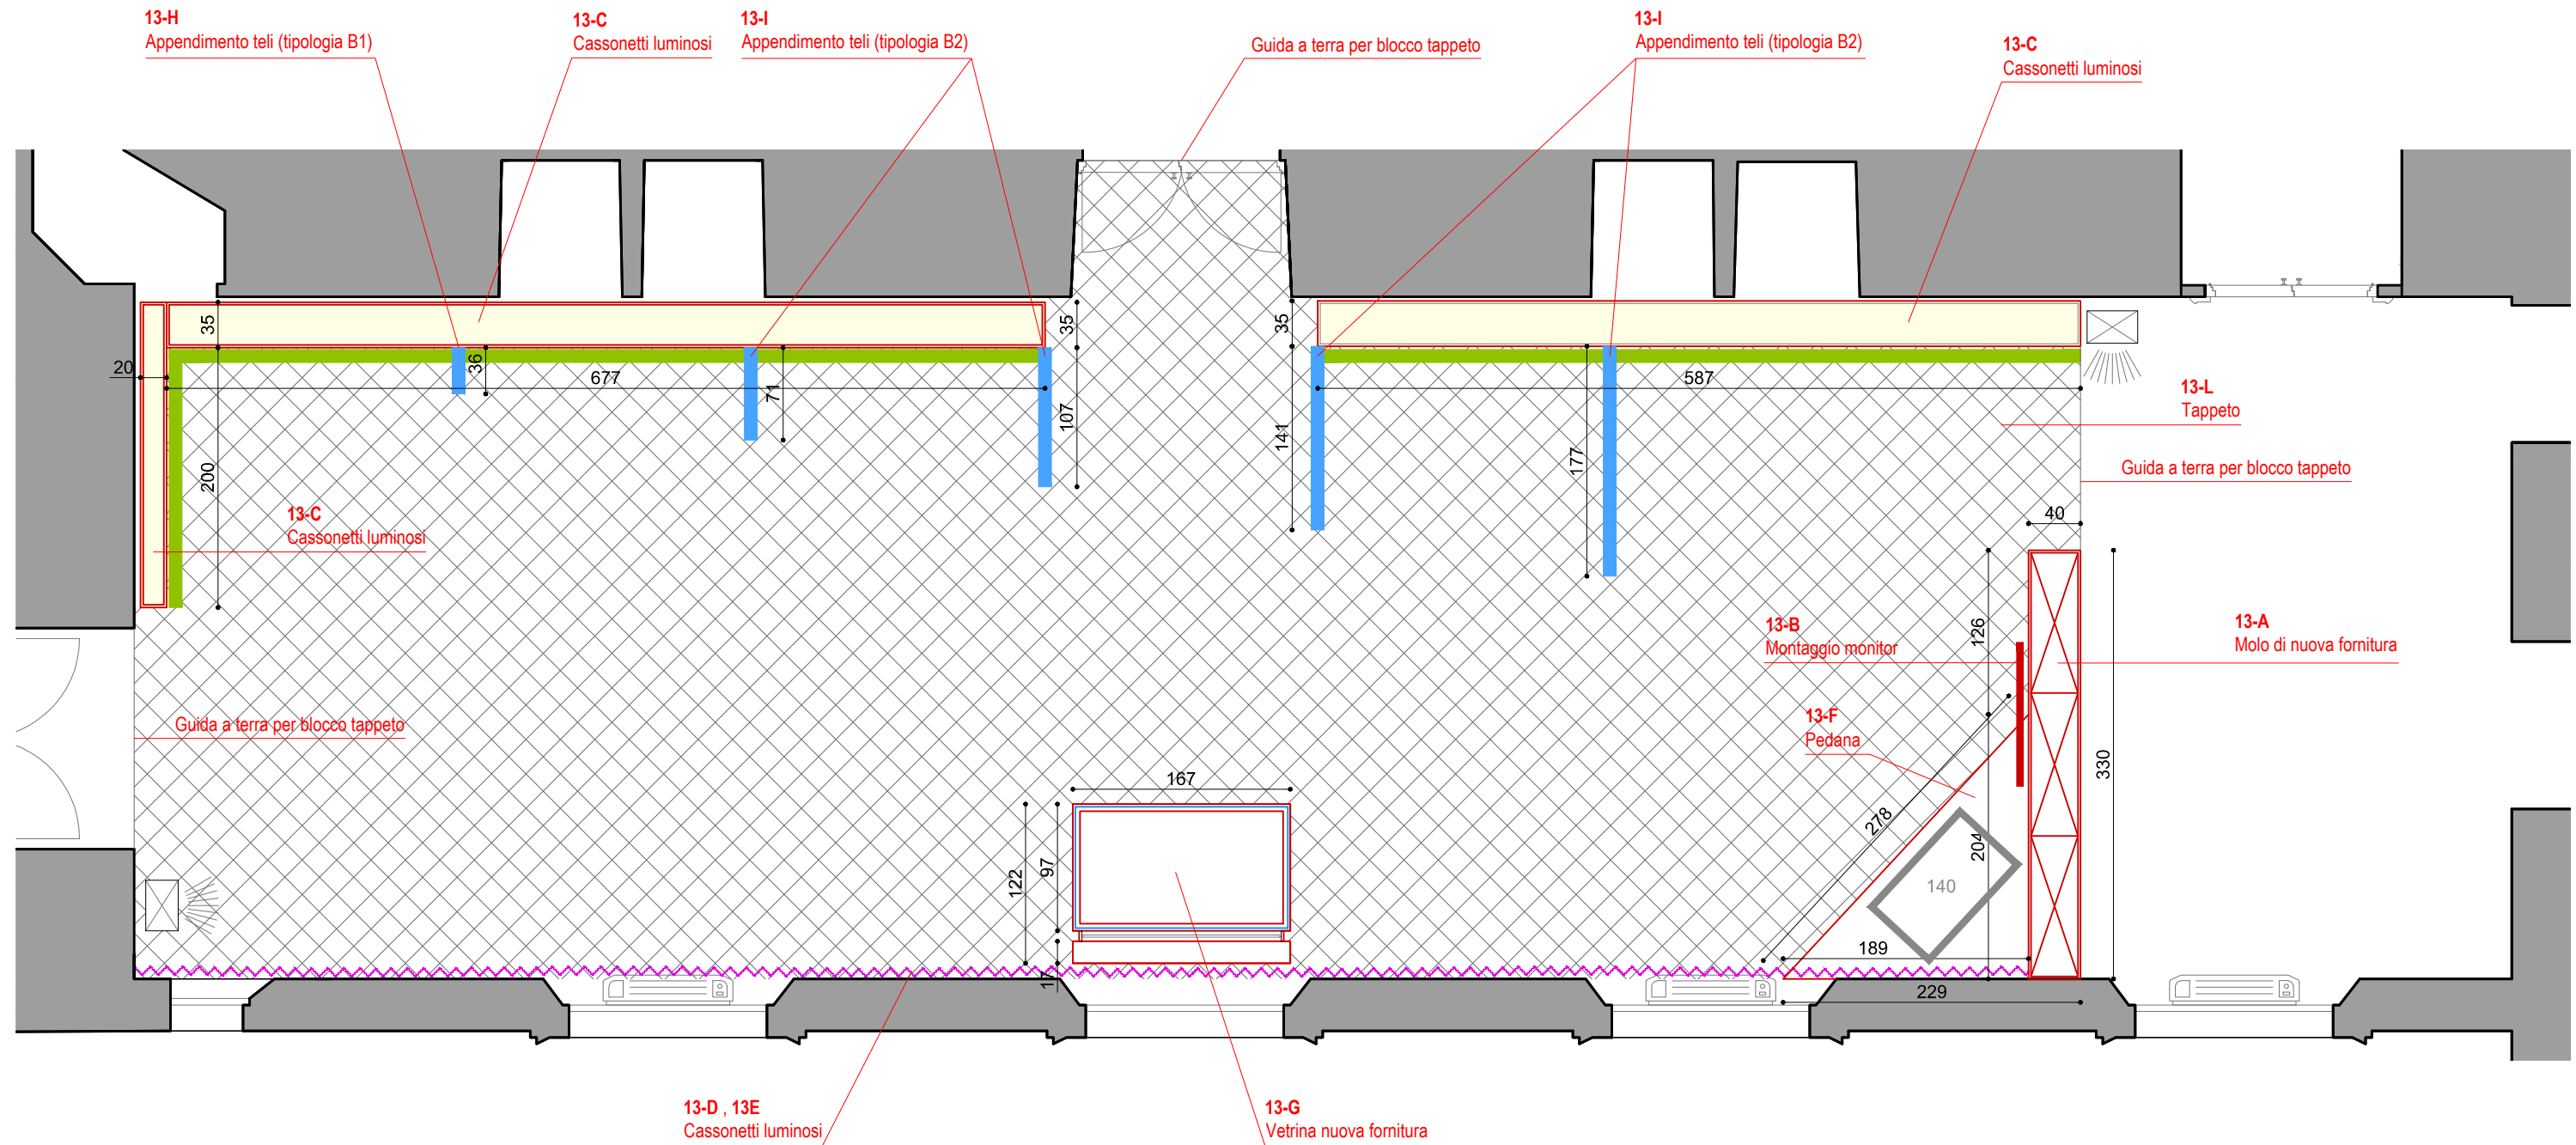 13-H
Appendimento teli (tipologia B1)
13-C
Cassonetti luminosi
13-I
Appendimento teli (tipologia B2)
Guida a terra per blocco tappeto
13-I
Appendimento teli (tipologia B2)
13-C
Cassonetti luminosi
35
35
35
20
36
677
71
107
141
587
177
200
13-L
Tappeto
Guida a terra per blocco tappeto
13-C
Cassonetti luminosi
40
13-B
Montaggio monitor
126
13-A
Molo di nuova fornitura
Guida a terra per blocco tappeto
13-F
Pedana
330
167
278
204
122
97
140
189
17
229
13-D , 13E
Cassonetti luminosi
13-G
Vetrina nuova fornitura